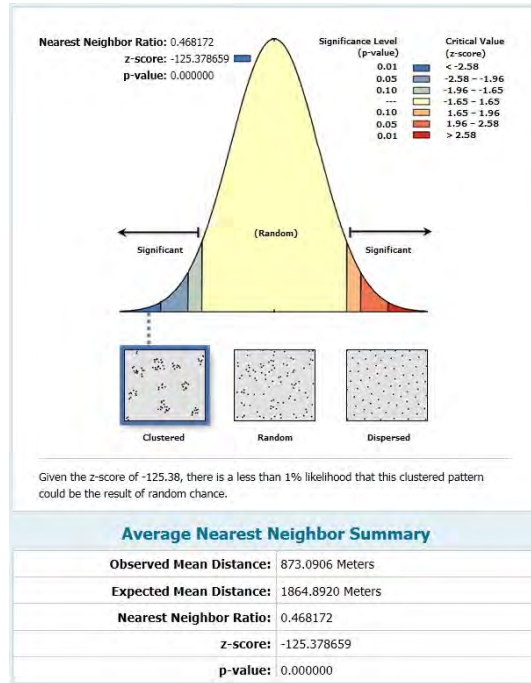 Nearest Neighbor Ratio: 0.468172
z-score: -125.378659
p-value: 0.000000
Significance Level
(p-value)
Critical Value
(z-score)
0.01 < -2.58
0.05 -2.58 - -1.96
0.10 -1.96 - -1.65
--- -1.65 - 1.65
0.10 1.65 - 1.96
0.05 1.96 - 2.58
0.01 > 2.58
(Random)
Significant
Significant
Clustered
Random
Dispersed
Given the z-score of -125.38, there is a less than 1% likelihood that this clustered pattern
could be the result of random chance.
Average Nearest Neighbor Summary
Observed Mean Distance: 873.0906 Meters
Expected Mean Distance: 1864.8920 Meters
Nearest Neighbor Ratio: 0.468172
z-score: -125.378659
p-value: 0.000000